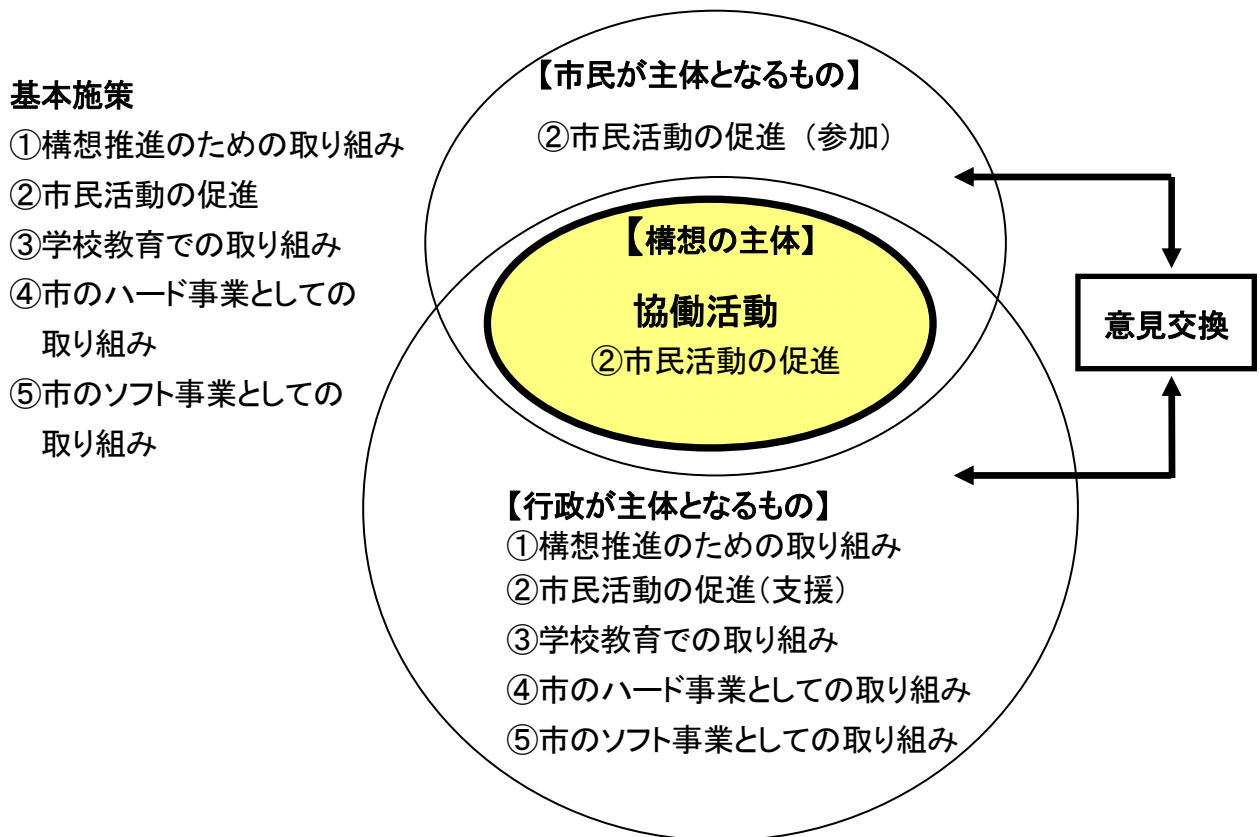 基本施策
①構想推進のための取り組み
②市民活動の促進
③学校教育での取り組み
④市のハード事業としての
取り組み
⑤市のソフト事業としての
取り組み
【市民が主体となるもの】
②市民活動の促進（参加）
【構想の主体】
協働活動
②市民活動の促進
意見交換
【行政が主体となるもの】
①構想推進のための取り組み
②市民活動の促進（支援）
③学校教育での取り組み
④市のハード事業としての取り組み
⑤市のソフト事業としての取り組み